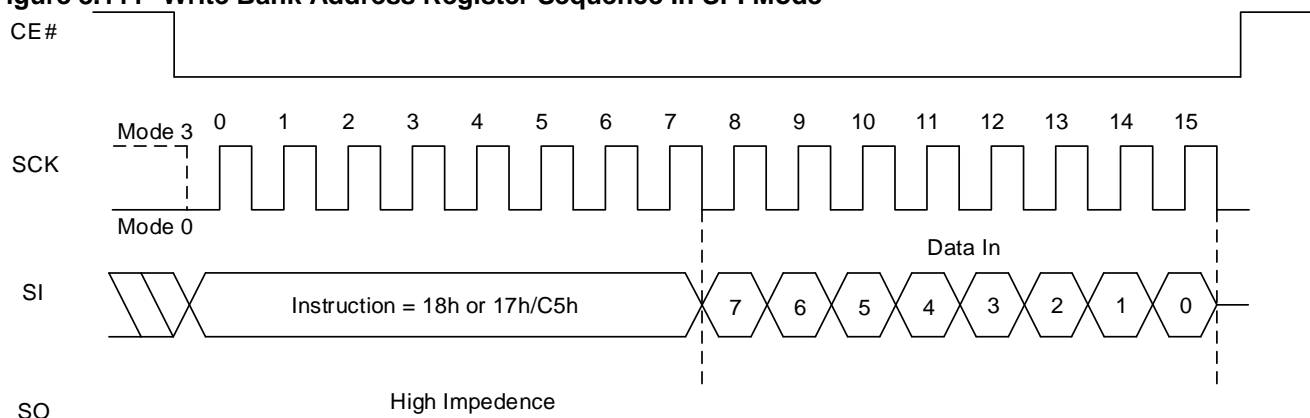 Figure 8.111 Write Bank Address Register Sequence In SPI Mode
CE#
Mode 3 0 1 2 3 4 5 6 7 8 9 10 11 12 13 14 15
SCK
Mode 0
Data In
SI
Instruction = 18h or 17h/C5h 7 6 5 4 3 2 1 0
High Impedence
SO